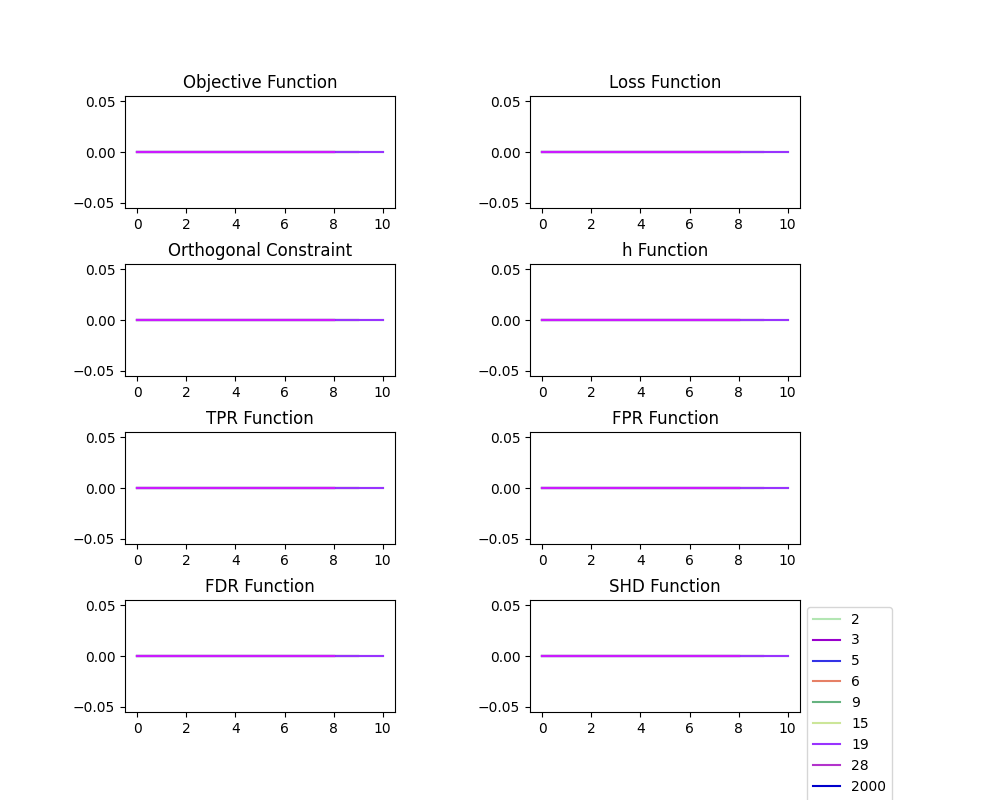 Objective Function
0.05
0.00
−0.05
0 2 4 6 8 10
Loss Function
0.05
0.00
−0.05
0 2 4 6 8 10
Orthogonal Constraint
0.05
0.00
−0.05
0 2 4 6 8 10
h Function
0.05
0.00
−0.05
0 2 4 6 8 10
TPR Function
0.05
0.00
−0.05
0 2 4 6 8 10
FPR Function
0.05
0.00
−0.05
0 2 4 6 8 10
FDR Function
0.05
0.00
−0.05
0 2 4 6 8 10
SHD Function
0.05
0.00
−0.05
0 2 4 6 8 10
2
3
5
6
9
15
19
28
2000